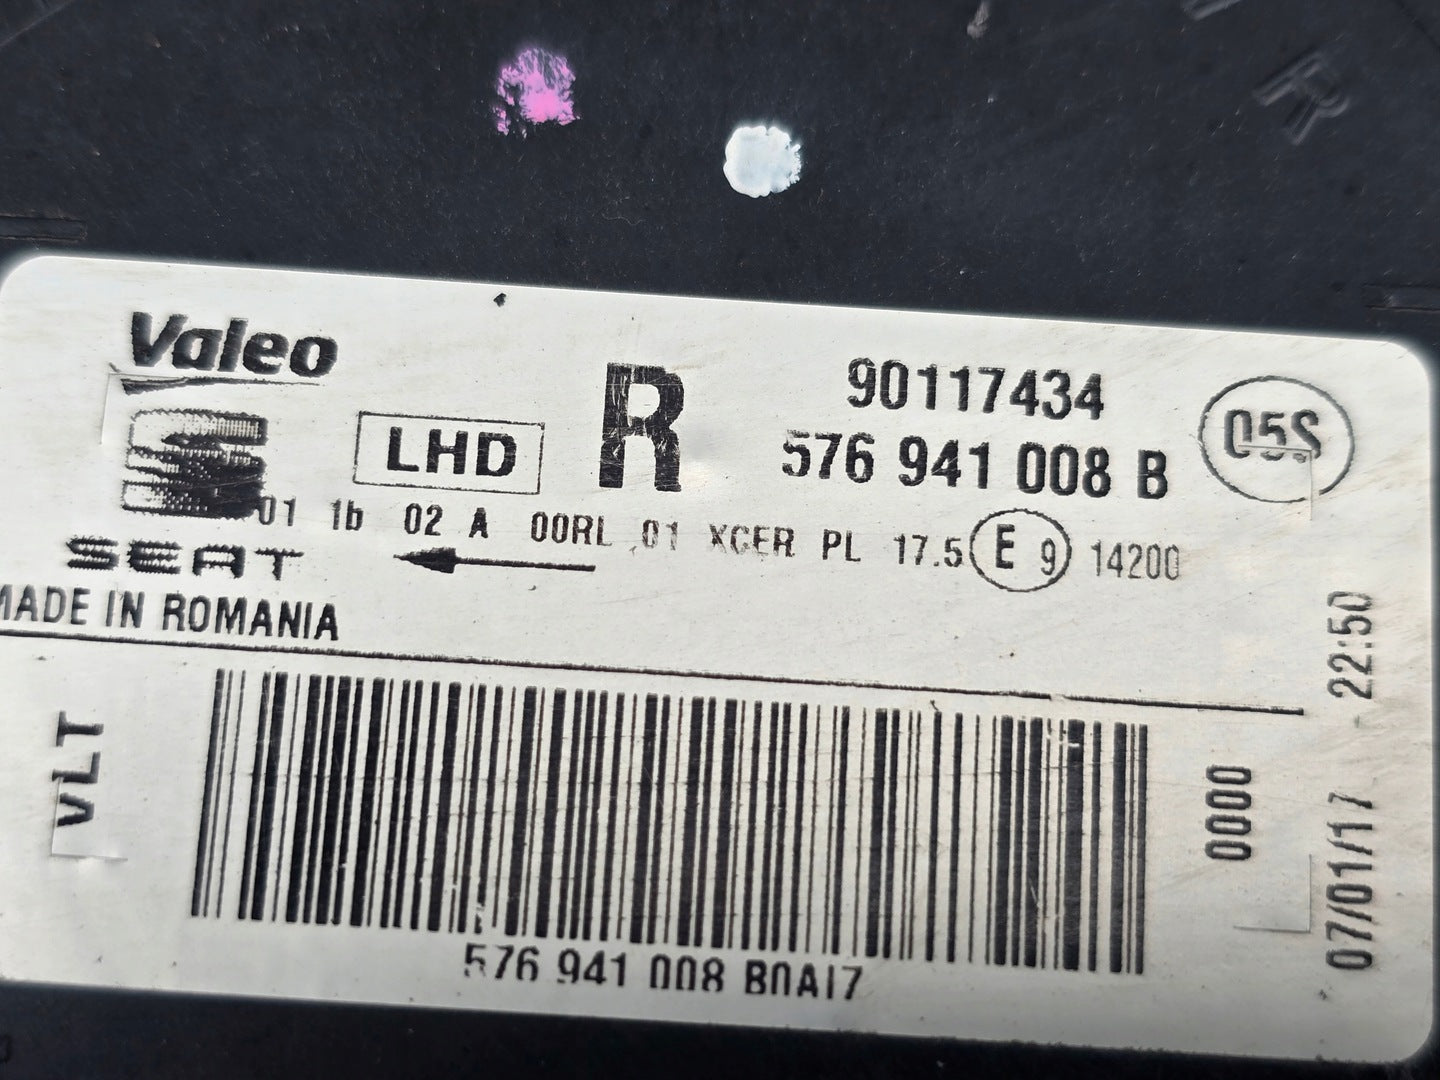 R
Valeo
LHD
R
90117434
576 941 008 B
05S
01 1b 02 A 00RL 01 XCER PL 17.5 E 9 14200
SEAT
MADE IN ROMANIA
VLT
0000
07/01/17 22:50
576 941 008 B0AI7